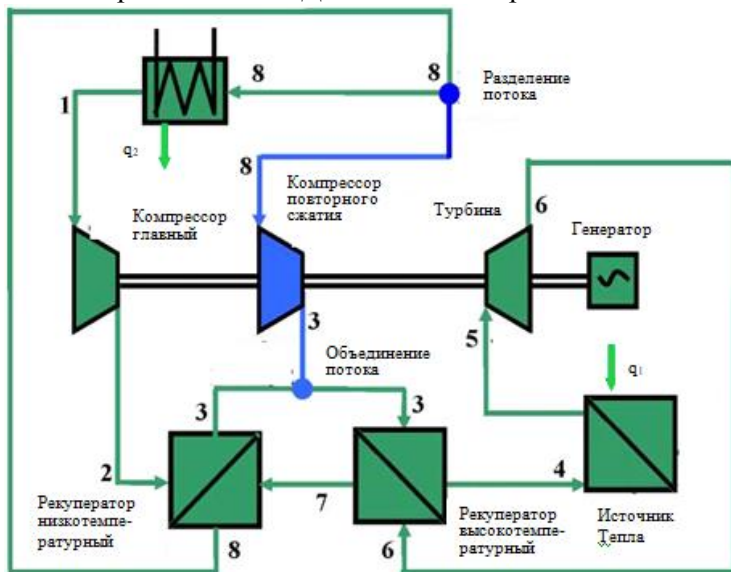 8
8
Разделение
потока
1
q2
8
Компрессор
повторного
сжатия
Турбина
6
Компрессор
главный
Генератор
3
5
Объединение
потока
q1
3
3
2
7
4
Рекуператор
низкотемпе-
ратурный
8
6
Рекуператор
высокотемпе-
ратурный
Источник
Тепла